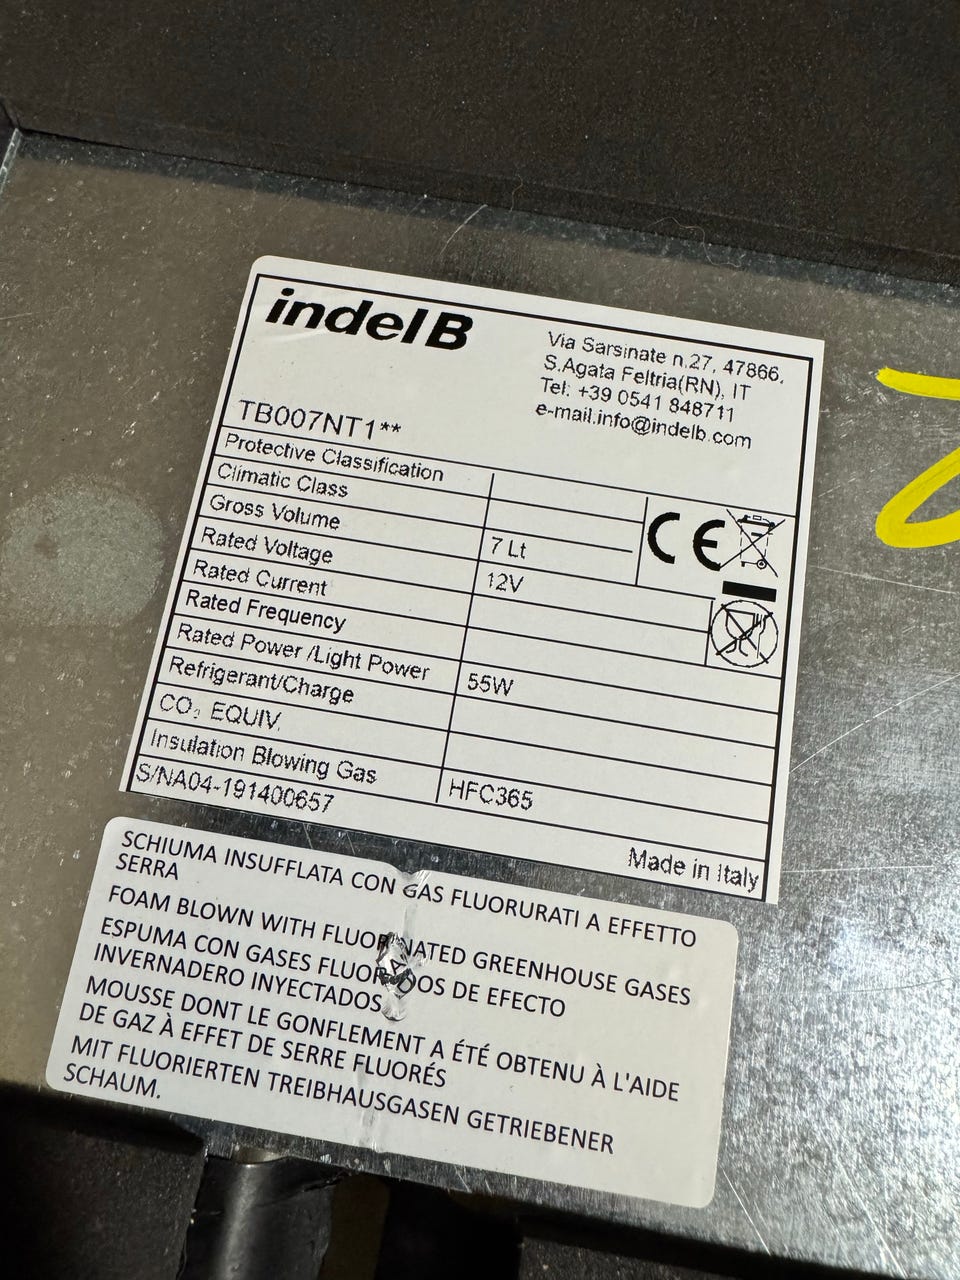 indelB
Via Sarsinate n.27, 47866,
S.Agata Feltria(RN), IT
Tel: +39 0541 848711
e-mail.info@indelb.com
TB007NT1**
Protective Classification
Climatic Class
Gross Volume 7 Lt
Rated Voltage 12V
Rated Current
Rated Frequency
Rated Power /Light Power 55W
Refrigerant/Charge
CO₂ EQUIV.
Insulation Blowing Gas HFC365
S/NA04-191400657
Made in Italy
CE
SCHIUMA INSUFFLATA CON GAS FLUORURATI A EFFETTO
SERRA
FOAM BLOWN WITH FLUORINATED GREENHOUSE GASES
ESPUMA CON GASES FLUORADOS DE EFECTO
INVERNADERO INYECTADOS
MOUSSE DONT LE GONFLEMENT A ÉTÉ OBTENU À L'AIDE
DE GAZ À EFFET DE SERRE FLUORÉS
MIT FLUORIERTEN TREIBHAUSGASEN GETRIEBENER
SCHAUM.